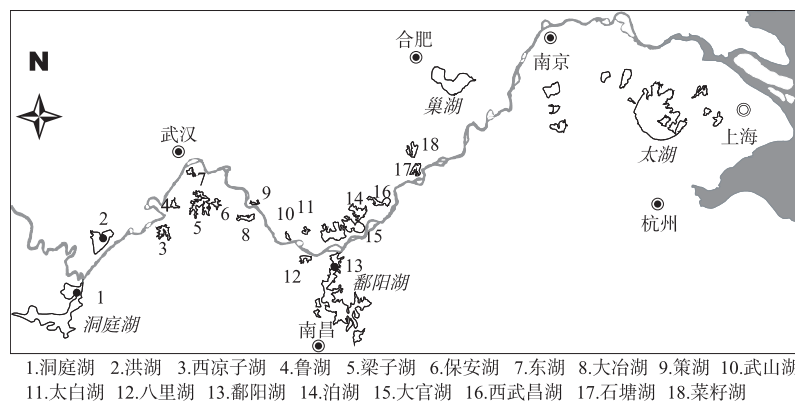 N
合肥
南京
巢湖
上海
太湖
武汉
杭州
18
17
16
14
15
7
4
5
6
9
8
10
11
2
3
12
13
鄱阳湖
1
洞庭湖
南昌
1.洞庭湖 2.洪湖 3.西凉子湖 4.鲁湖 5.梁子湖 6.保安湖 7.东湖 8.大冶湖 9.策湖 10.武山湖
11.太白湖 12.八里湖 13.鄱阳湖 14.泊湖 15.大官湖 16.西武昌湖 17.石塘湖 18.菜籽湖